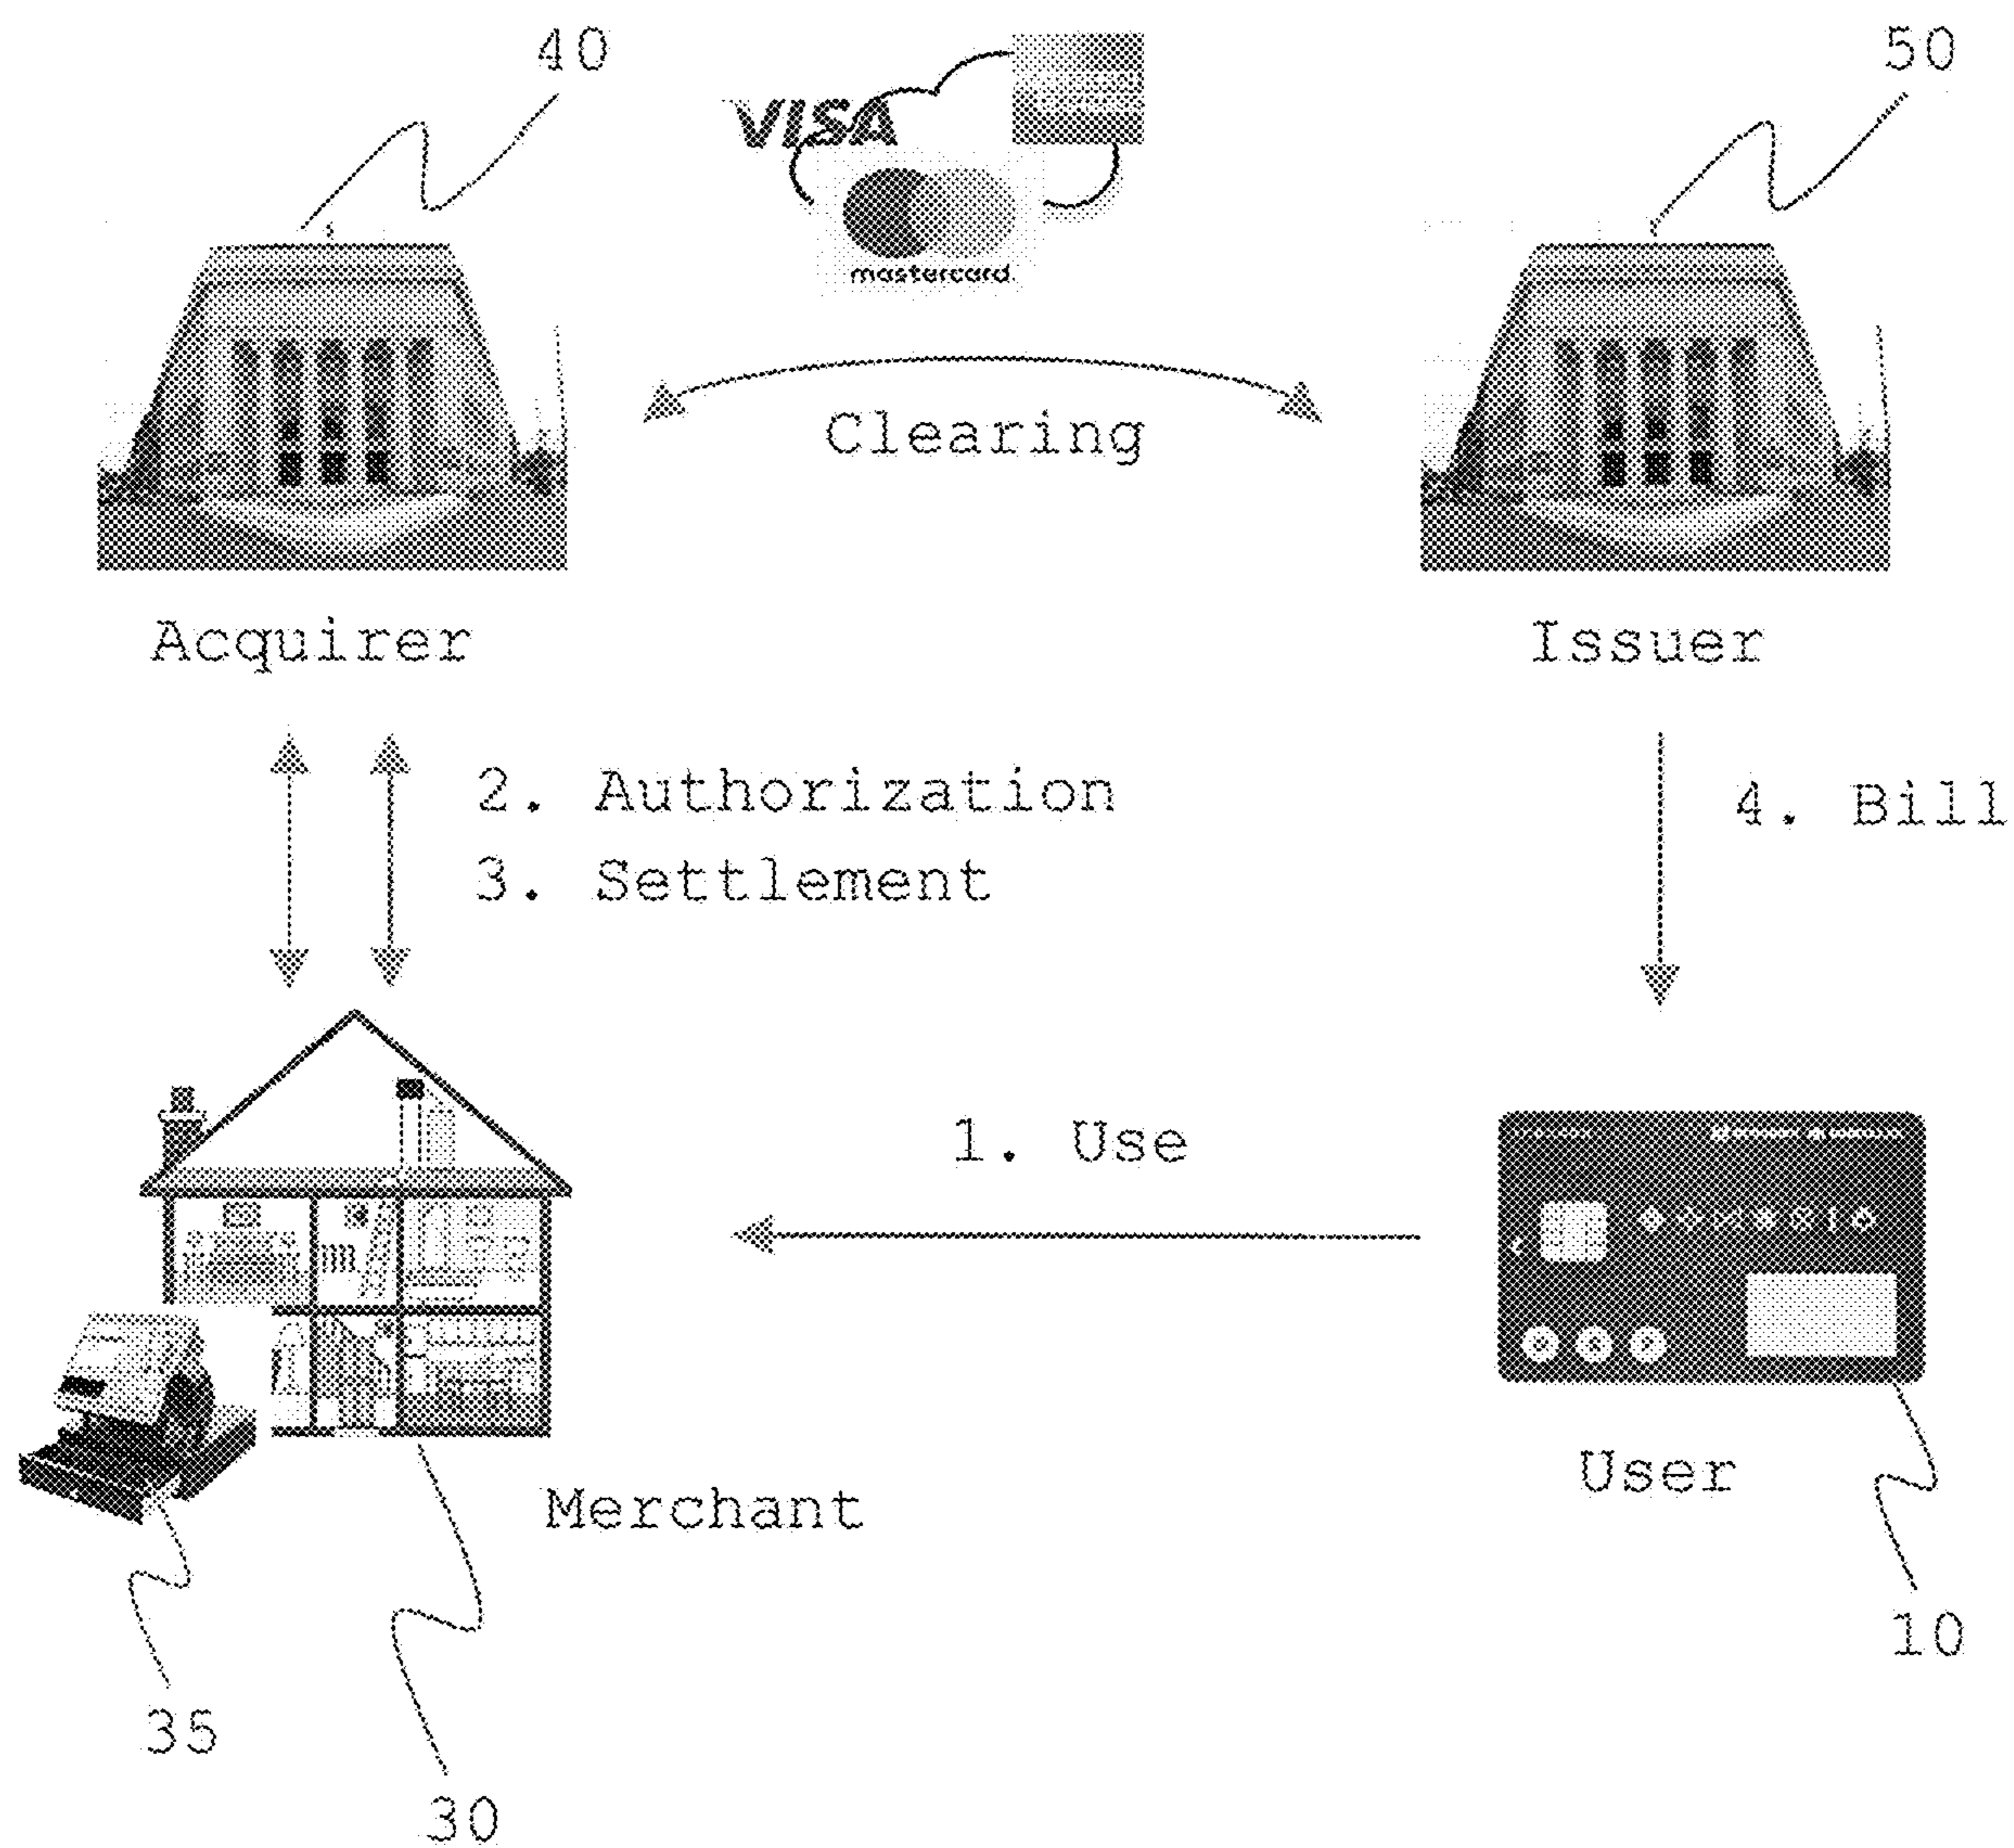 40
50
VISA
mastercard
Clearing
Acquirer
Issuer
2. Authorization
3. Settlement
4. Bill
1. Use
User
Merchant
10
35
30